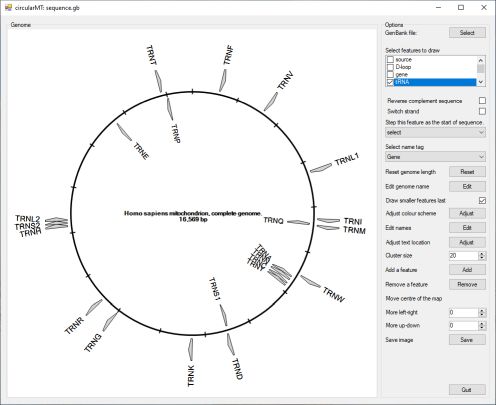 circularMT: sequence.gb
Genome
TRNT
TRNF
TRNV
TRNP
TRNE
TRNL1
Homo sapiens mitochondrion, complete genome.
16,569 bp
TRNL2
TRNS2
TRNH
TRNQ
TRNI
TRNM
TRNA
TRNY
TRNW
TRNS1
TRNR
TRNG
TRNK
TRND
Options
GenBank file:
Select
Select features to draw
source
D-loop
gene
tRNA
Reverse complement sequence
Switch strand
Step this feature as the start of sequence.
select
Select name tag
Gene
Reset genome length
Reset
Edit genome name
Edit
Draw smaller features last
Adjust colour scheme
Adjust
Edit names
Edit
Adjust text location
Adjust
Cluster size
20
Add a feature
Add
Remove a feature
Remove
Move centre of the map
More left-right
0
More up-down
0
Save image
Save
Quit